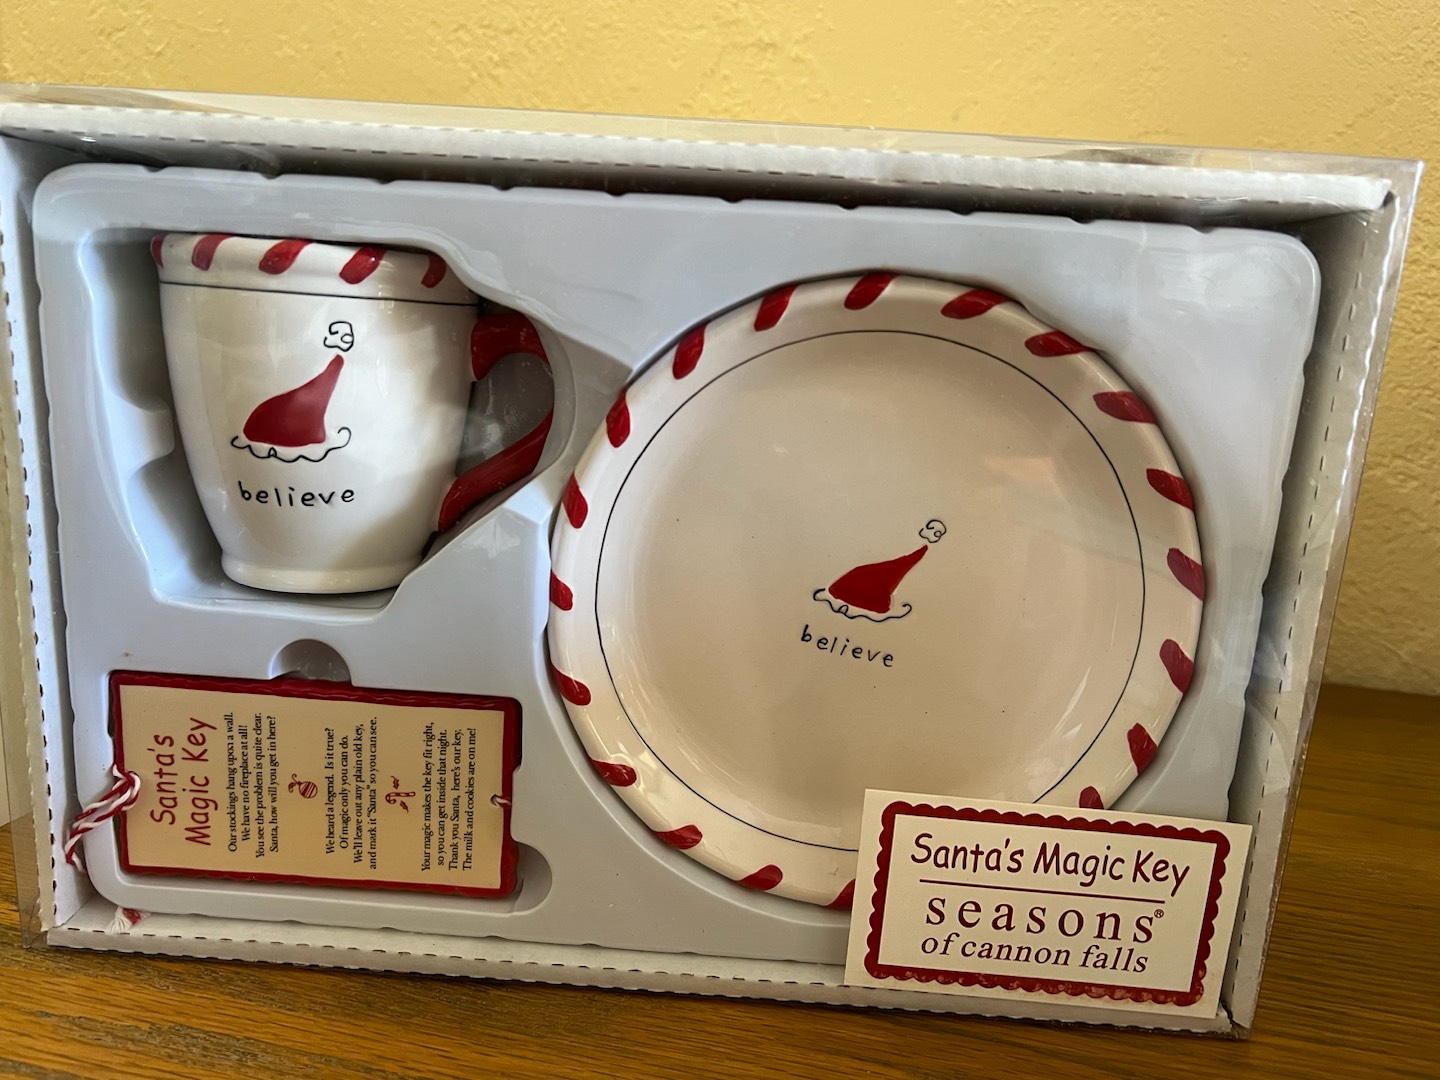 believe
believe
Santa's
Magic Key
Our stockings hang upon a wall.
We have no fireplace at all!
You see the problem is quite clear.
Santa, how will you get in here?
We heard a legend. Is it true?
Of magic only you can do.
We'll leave out any plain old key,
and mark it "Santa" so you can see.
Your magic makes the key fit right,
so you can get inside that night.
Thank you Santa, here's our key.
The milk and cookies are on me!
Santa's Magic Key
seasons®
of cannon falls